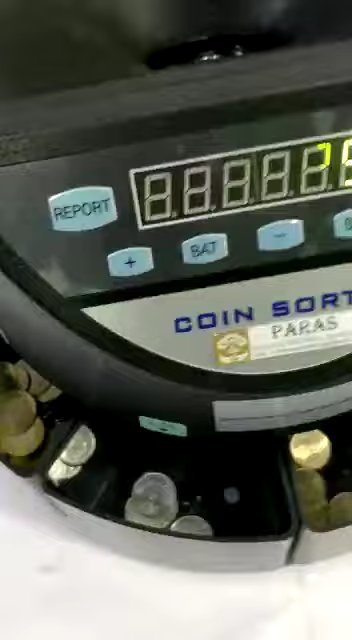 REPORT
+
BAT
−
COIN SORT
PARAS